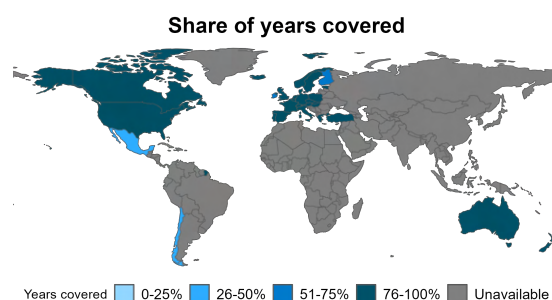 Share of years covered
Years covered 0-25% 26-50% 51-75% 76-100% Unavailable